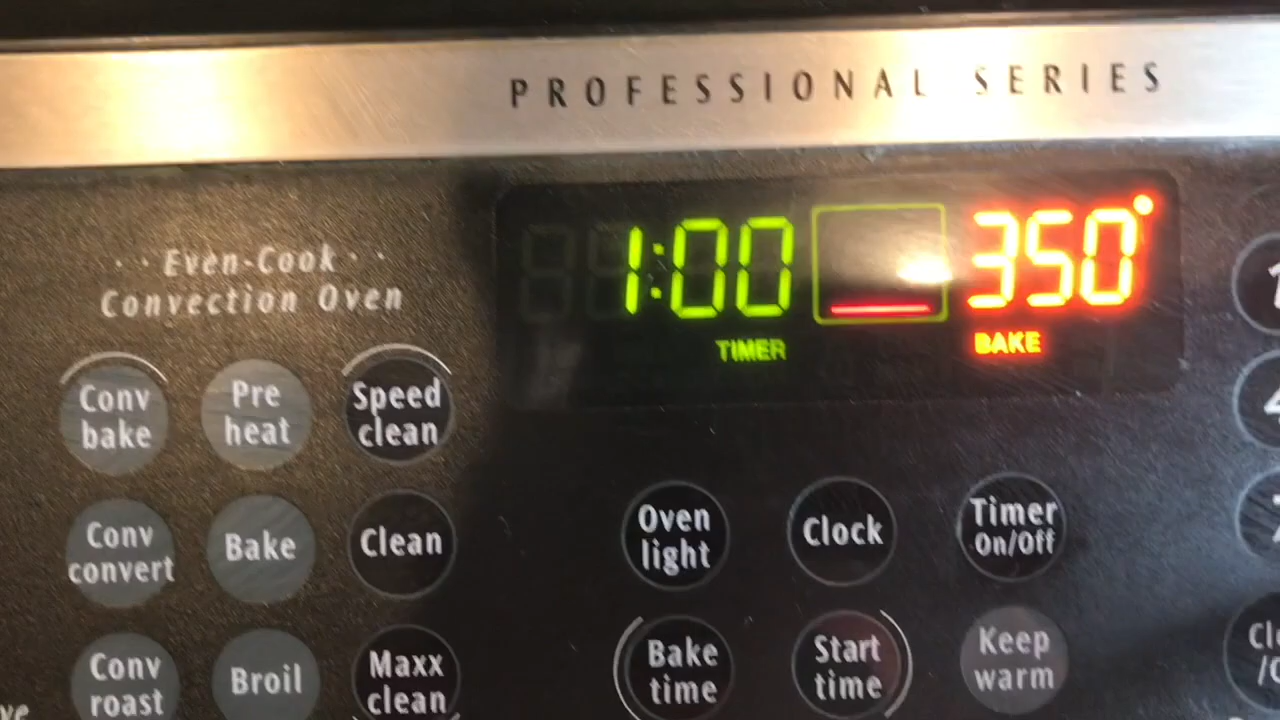 PROFESSIONAL SERIES
1:00
350°
TIMER
BAKE
Even-Cook
Convection Oven
Conv bake
Pre heat
Speed clean
Conv convert
Bake
Clean
Conv roast
Broil
Maxx clean
Oven light
Clock
Timer On/Off
Bake time
Start time
Keep warm